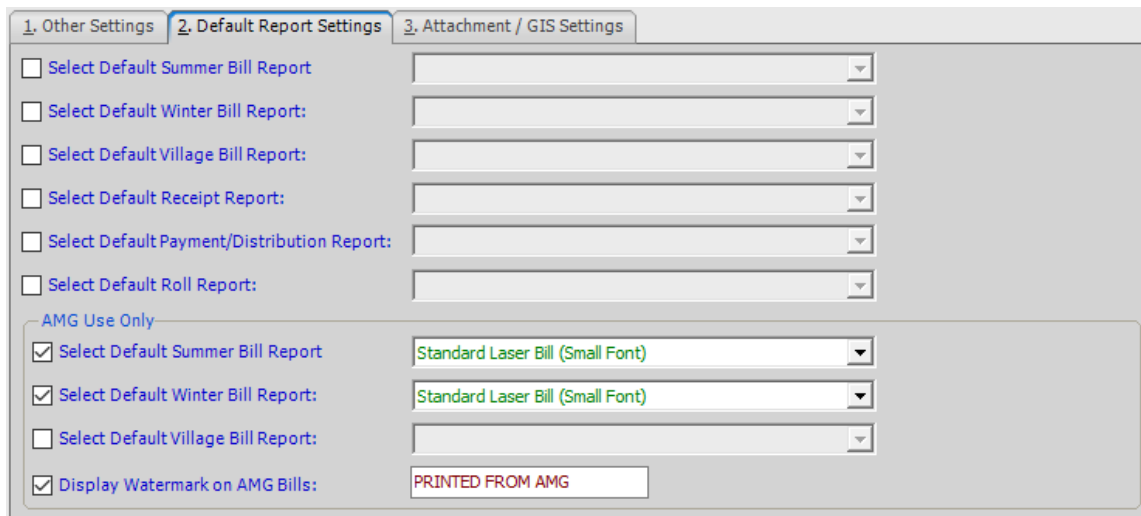 1. Other Settings 2. Default Report Settings 3. Attachment / GIS Settings
Select Default Summer Bill Report
Select Default Winter Bill Report:
Select Default Village Bill Report:
Select Default Receipt Report:
Select Default Payment/Distribution Report:
Select Default Roll Report:
AMG Use Only
Select Default Summer Bill Report Standard Laser Bill (Small Font)
Select Default Winter Bill Report: Standard Laser Bill (Small Font)
Select Default Village Bill Report:
Display Watermark on AMG Bills: PRINTED FROM AMG